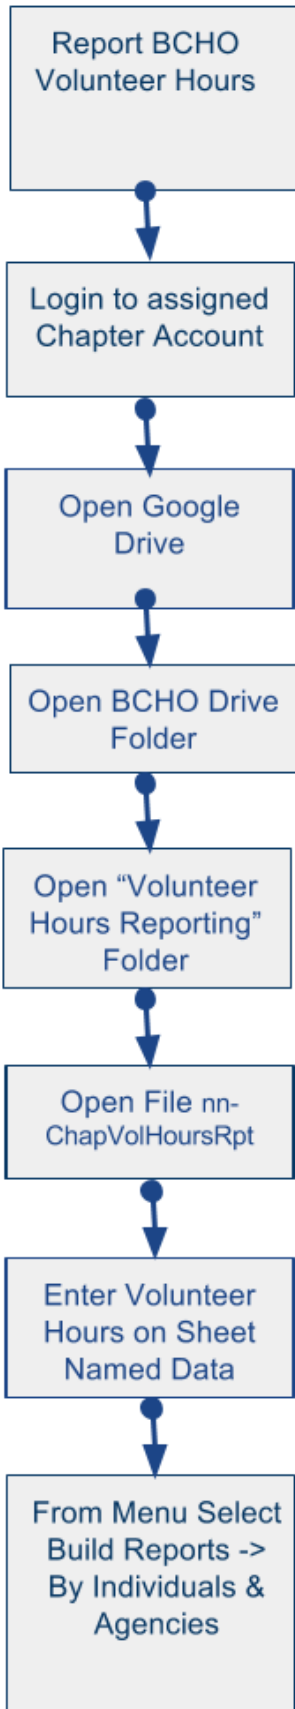 Report BCHO
Volunteer Hours
Login to assigned
Chapter Account
Open Google
Drive
Open BCHO Drive
Folder
Open “Volunteer
Hours Reporting”
Folder
Open File nn-
ChapVolHoursRpt
Enter Volunteer
Hours on Sheet
Named Data
From Menu Select
Build Reports ->
By Individuals &
Agencies